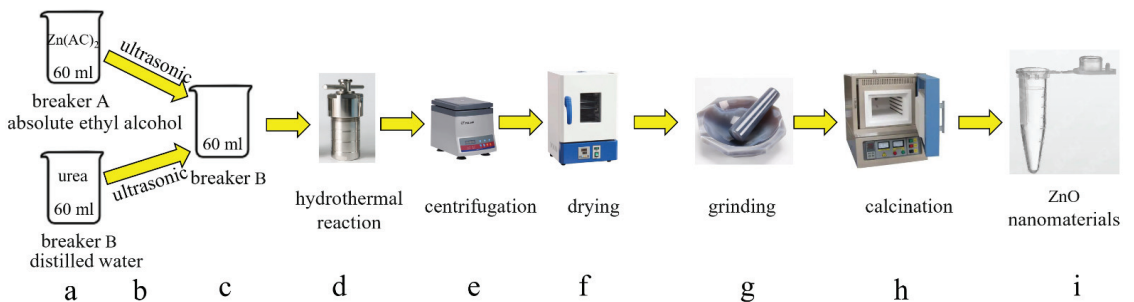 Zn(AC)2
60 ml
breaker A
absolute ethyl alcohol
ultrasonic
urea
60 ml
breaker B
distilled water
ultrasonic
60 ml
breaker B
hydrothermal
reaction
centrifugation
drying
grinding
calcination
ZnO
nanomaterials
a b c d e f g h i